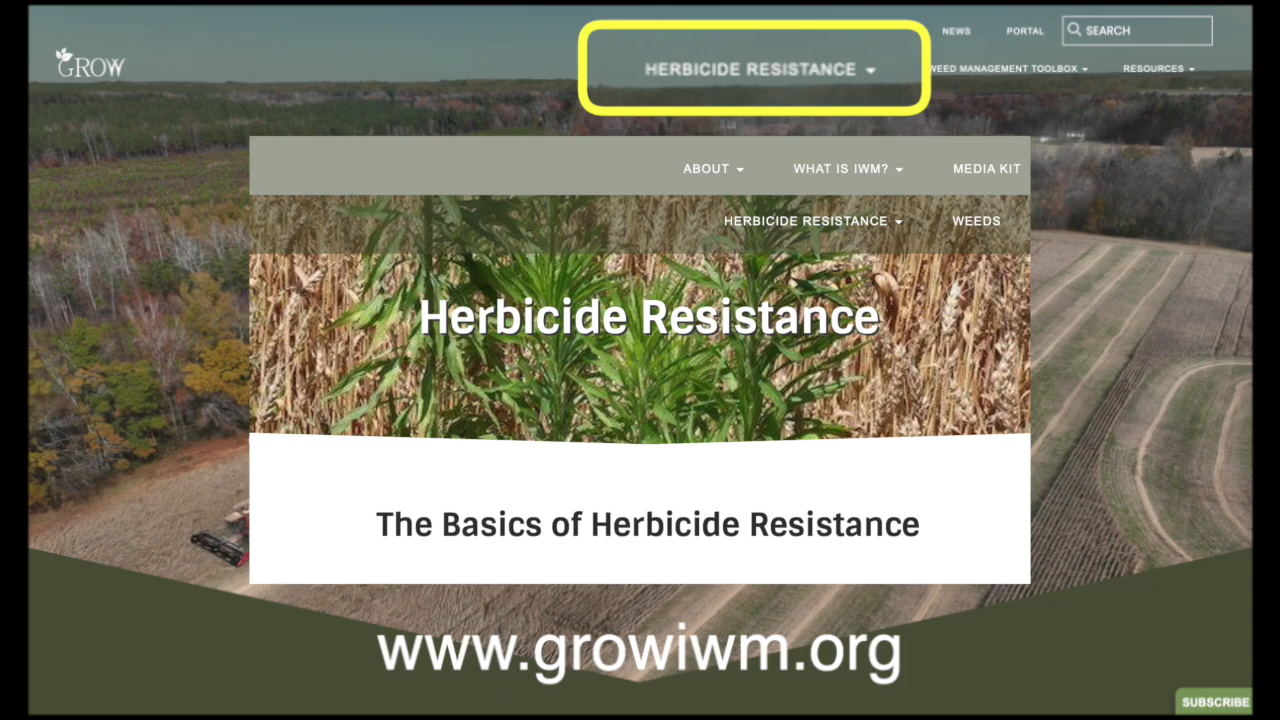 NEWS PORTAL SEARCH
GROW
HERBICIDE RESISTANCE
WEED MANAGEMENT TOOLBOX RESOURCES
ABOUT WHAT IS IWM? MEDIA KIT
HERBICIDE RESISTANCE WEEDS
Herbicide Resistance
The Basics of Herbicide Resistance
www.growiwm.org
SUBSCRIBE